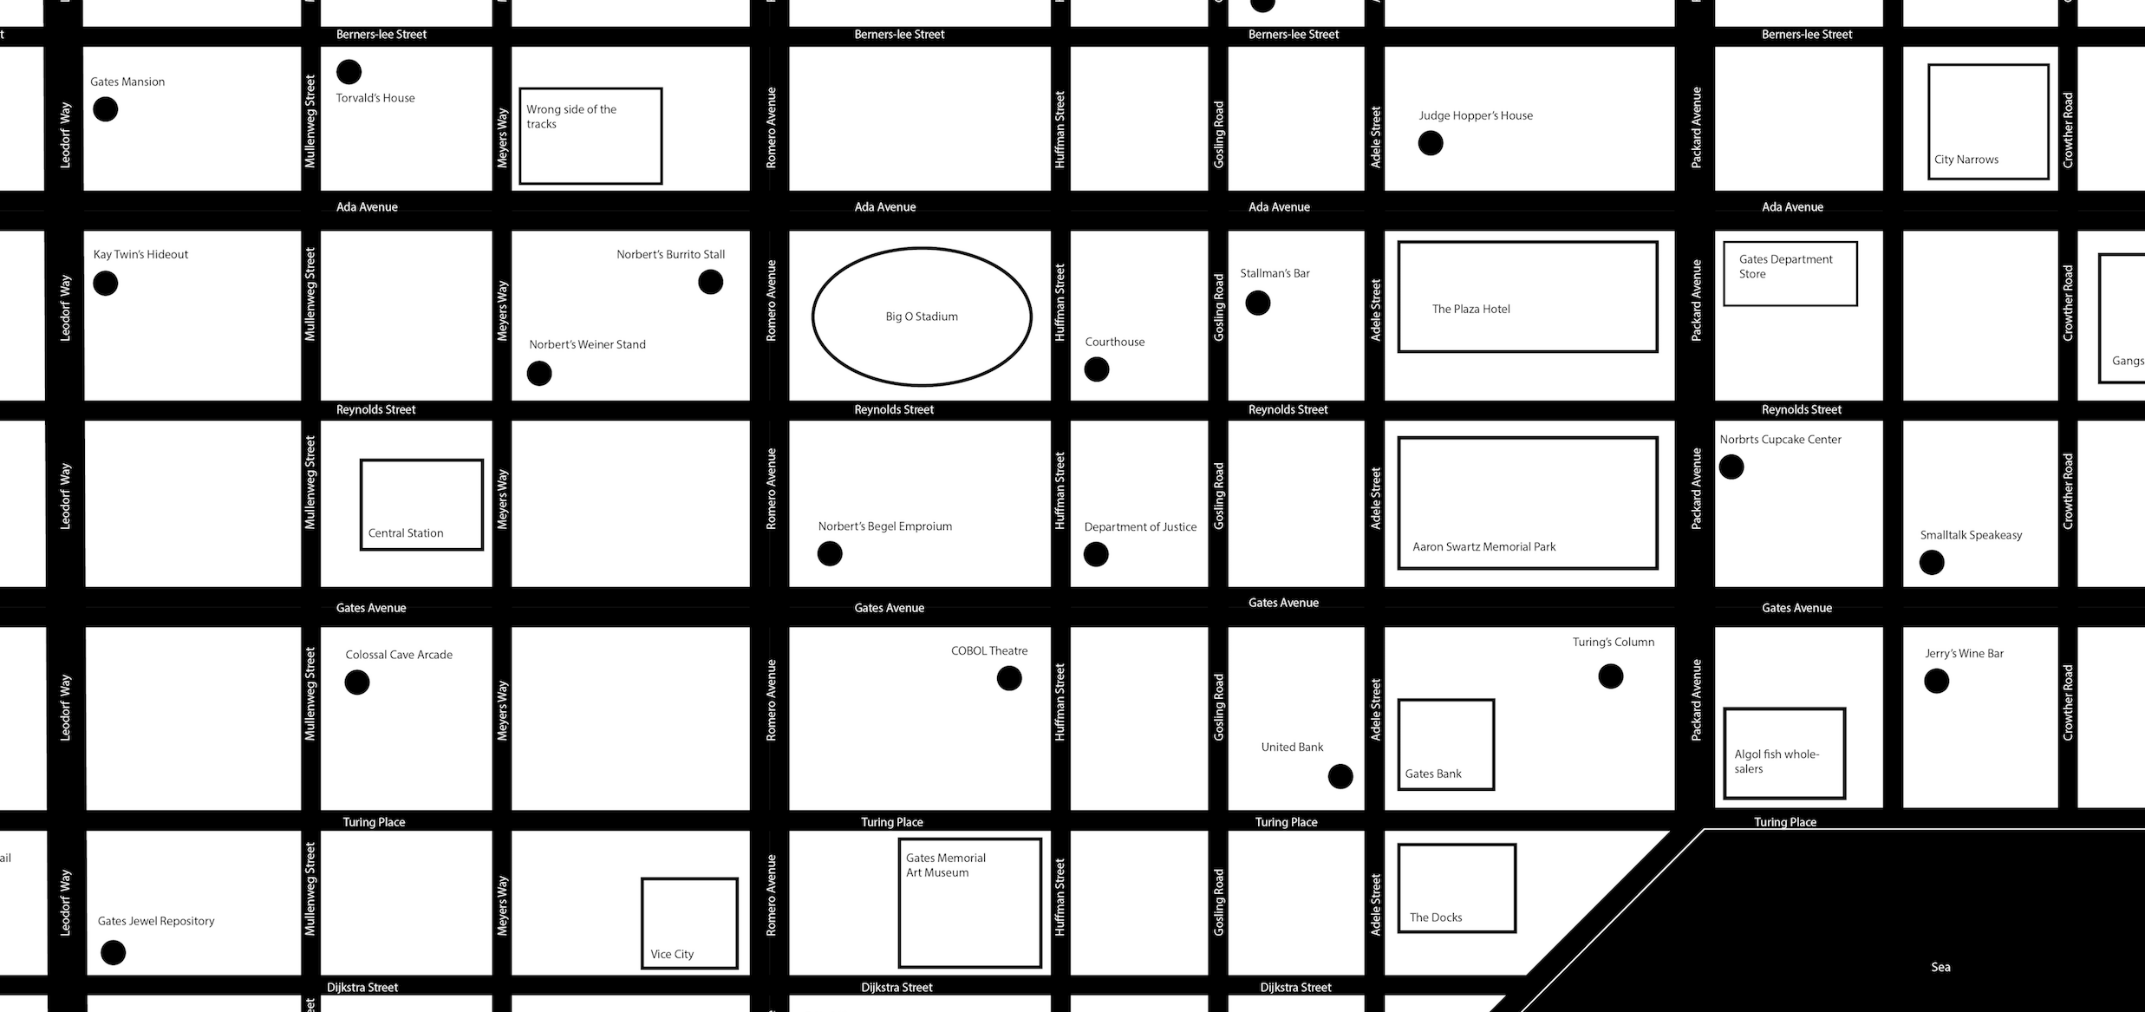 Berners-lee Street
Berners-lee Street
Berners-lee Street
Berners-lee Street
Gates Mansion
Torvald's House
Wrong side of the
tracks
Judge Hopper's House
City Narrows
Leodorf Way
Mullenweg Street
Meyers Way
Romero Avenue
Huffman Street
Gosling Road
Adele Street
Packard Avenue
Crowther Road
Ada Avenue
Ada Avenue
Ada Avenue
Ada Avenue
Kay Twin's Hideout
Norbert's Burrito Stall
Norbert's Weiner Stand
Big O Stadium
Courthouse
Stallman's Bar
The Plaza Hotel
Gates Department
Store
Gangs
Leodorf Way
Mullenweg Street
Meyers Way
Romero Avenue
Huffman Street
Gosling Road
Adele Street
Packard Avenue
Crowther Road
Reynolds Street
Reynolds Street
Reynolds Street
Reynolds Street
Central Station
Norbert's Begel Emproium
Department of Justice
Aaron Swartz Memorial Park
Norbrts Cupcake Center
Smalltalk Speakeasy
Leodorf Way
Mullenweg Street
Meyers Way
Romero Avenue
Huffman Street
Gosling Road
Adele Street
Packard Avenue
Crowther Road
Gates Avenue
Gates Avenue
Gates Avenue
Gates Avenue
Colossal Cave Arcade
COBOL Theatre
United Bank
Gates Bank
Turing's Column
Algol fish whole-
salers
Jerry's Wine Bar
Leodorf Way
Mullenweg Street
Meyers Way
Romero Avenue
Huffman Street
Gosling Road
Adele Street
Packard Avenue
Crowther Road
Turing Place
Turing Place
Turing Place
Turing Place
ail
Gates Jewel Repository
Vice City
Gates Memorial
Art Museum
The Docks
Sea
Leodorf Way
Mullenweg Street
Meyers Way
Romero Avenue
Huffman Street
Gosling Road
Adele Street
Dijkstra Street
Dijkstra Street
Dijkstra Street